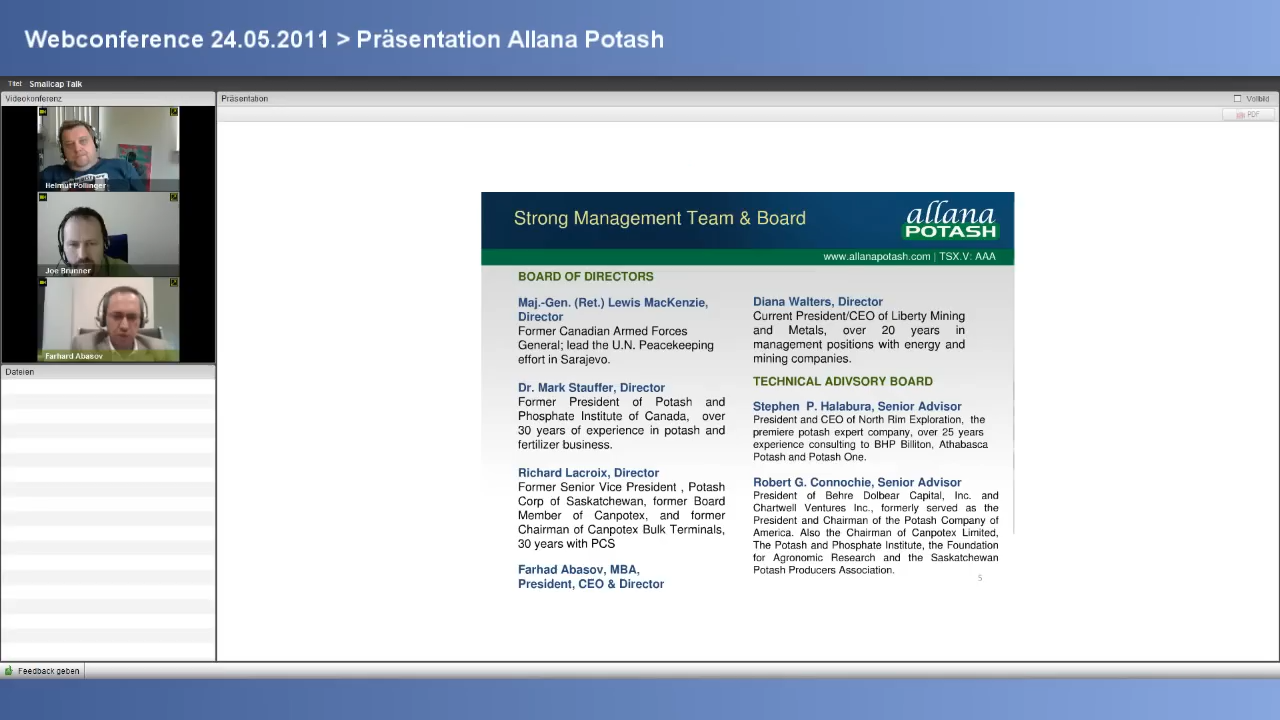 Webconference 24.05.2011 > Präsentation Allana Potash
Titel Smallcap Talk
Videokonferenz
Präsentation
Vollbild
PDF
Helmut Pollinger
Joe Brunner
Farhard Abasov
Dateien
Strong Management Team & Board
allana
POTASH
www.allanapotash.com | TSX.V: AAA
BOARD OF DIRECTORS
Maj.-Gen. (Ret.) Lewis MacKenzie,
Director
Former Canadian Armed Forces
General; lead the U.N. Peacekeeping
effort in Sarajevo.
Dr. Mark Stauffer, Director
Former President of Potash and
Phosphate Institute of Canada, over
30 years of experience in potash and
fertilizer business.
Richard Lacroix, Director
Former Senior Vice President , Potash
Corp of Saskatchewan, former Board
Member of Canpotex, and former
Chairman of Canpotex Bulk Terminals,
30 years with PCS
Farhad Abasov, MBA,
President, CEO & Director
Diana Walters, Director
Current President/CEO of Liberty Mining
and Metals, over 20 years in
management positions with energy and
mining companies.
TECHNICAL ADIVSORY BOARD
Stephen P. Halabura, Senior Advisor
President and CEO of North Rim Exploration, the
premiere potash expert company, over 25 years
experience consulting to BHP Billiton, Athabasca
Potash and Potash One.
Robert G. Connochie, Senior Advisor
President of Behre Dolbear Capital, Inc. and
Chartwell Ventures Inc., formerly served as the
President and Chairman of the Potash Company of
America. Also the Chairman of Canpotex Limited,
The Potash and Phosphate Institute, the Foundation
for Agronomic Research and the Saskatchewan
Potash Producers Association.
5
Feedback geben